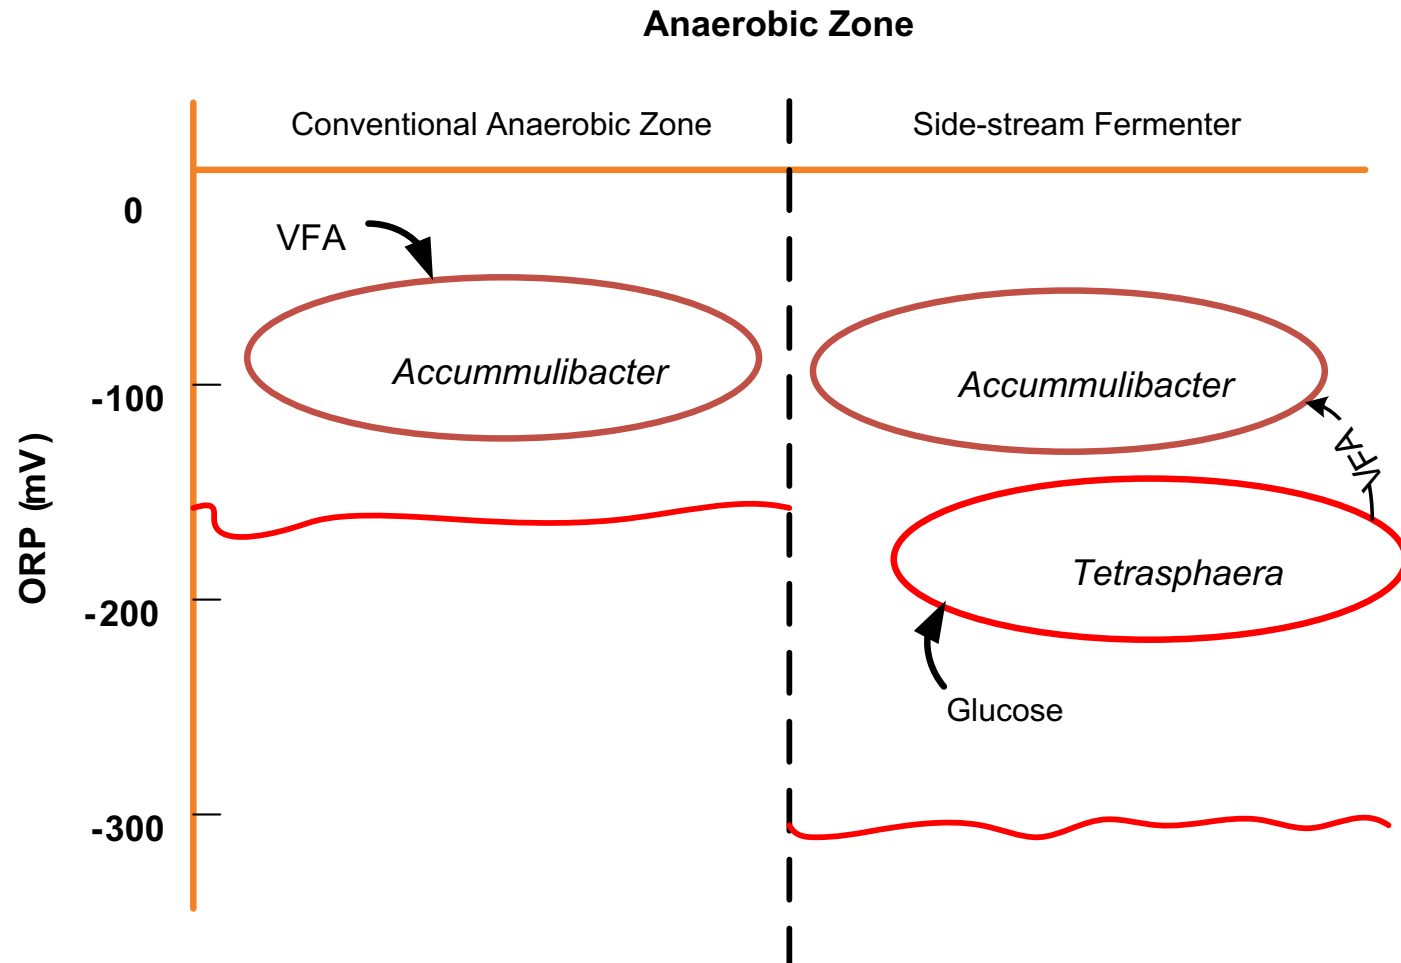 Anaerobic Zone
Conventional Anaerobic Zone
Side-stream Fermenter
0
VFA
Accummulibacter
Accummulibacter
-100
VFA
ORP (mV)
Tetrasphaera
-200
Glucose
-300